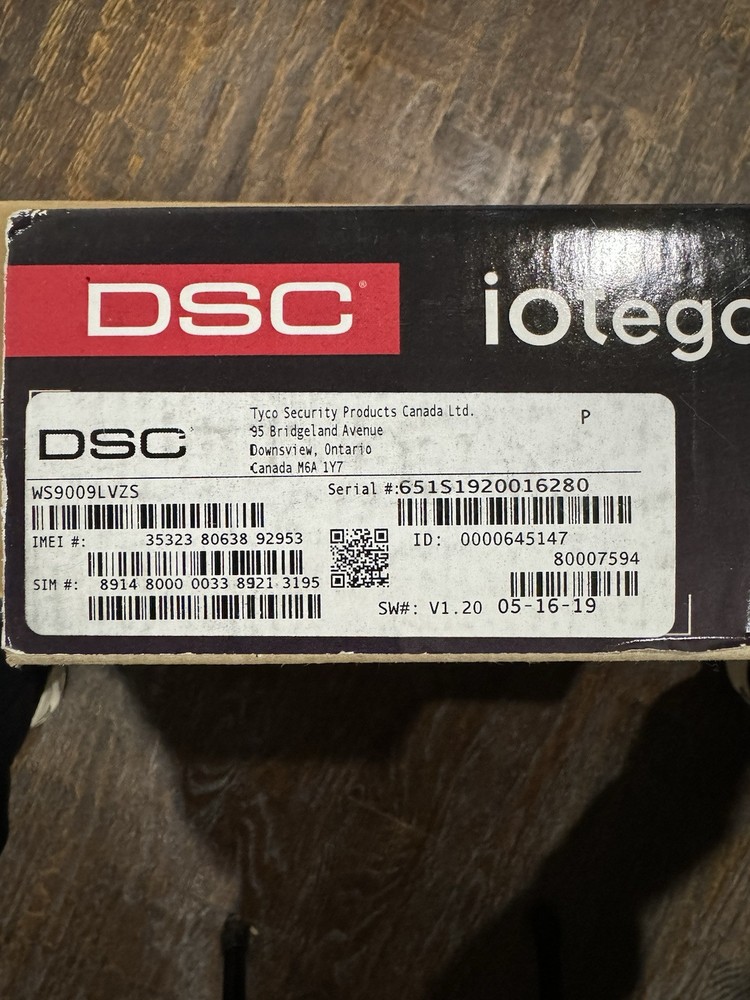 DSC®
iotega
DSC
Tyco Security Products Canada Ltd.
95 Bridgeland Avenue
Downsview, Ontario
Canada M6A 1Y7
P
WS9009LVZS
Serial #:651S1920016280
IMEI #: 35323 80638 92953
ID: 0000645147
80007594
SIM #: 8914 8000 0033 8921 3195
SW#: V1.20 05-16-19